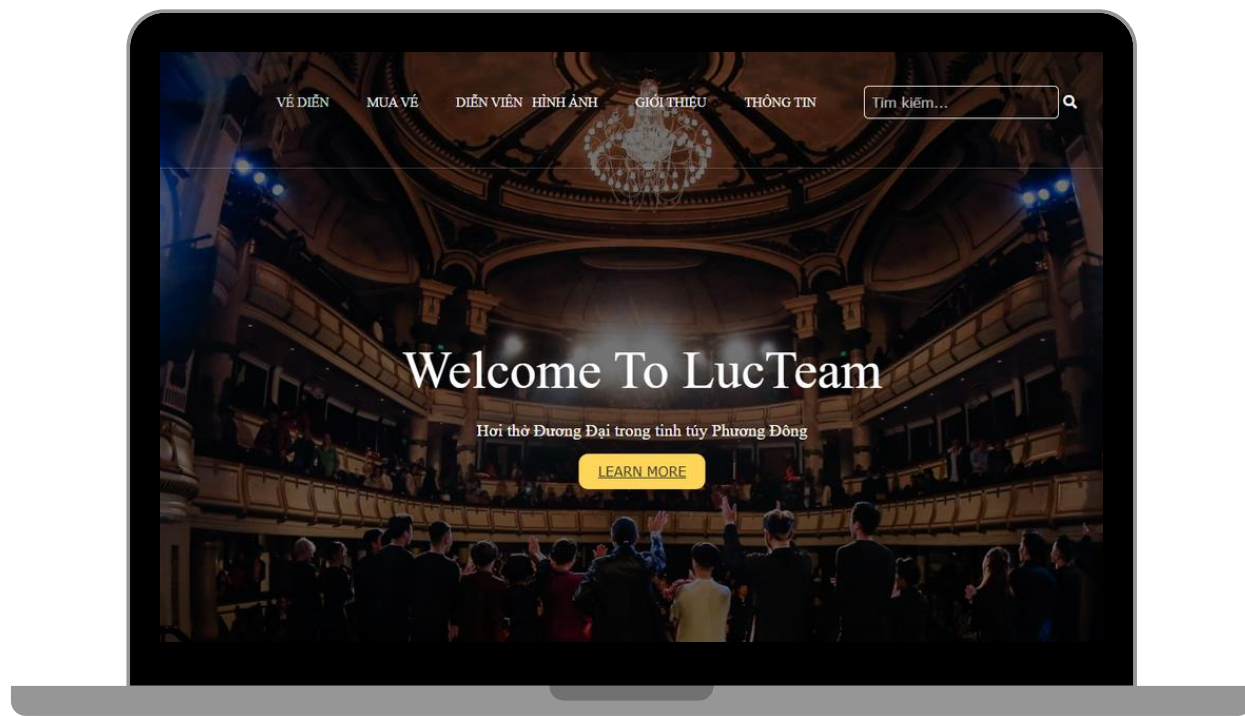 VÉ DIỄN MUA VÉ DIỄN VIÊN HÌNH ẢNH GIỚI THIỆU THÔNG TIN Tìm kiếm...
Welcome To LucTeam
Hơi thở Đương Đại trong tinh túy Phương Đông
LEARN MORE